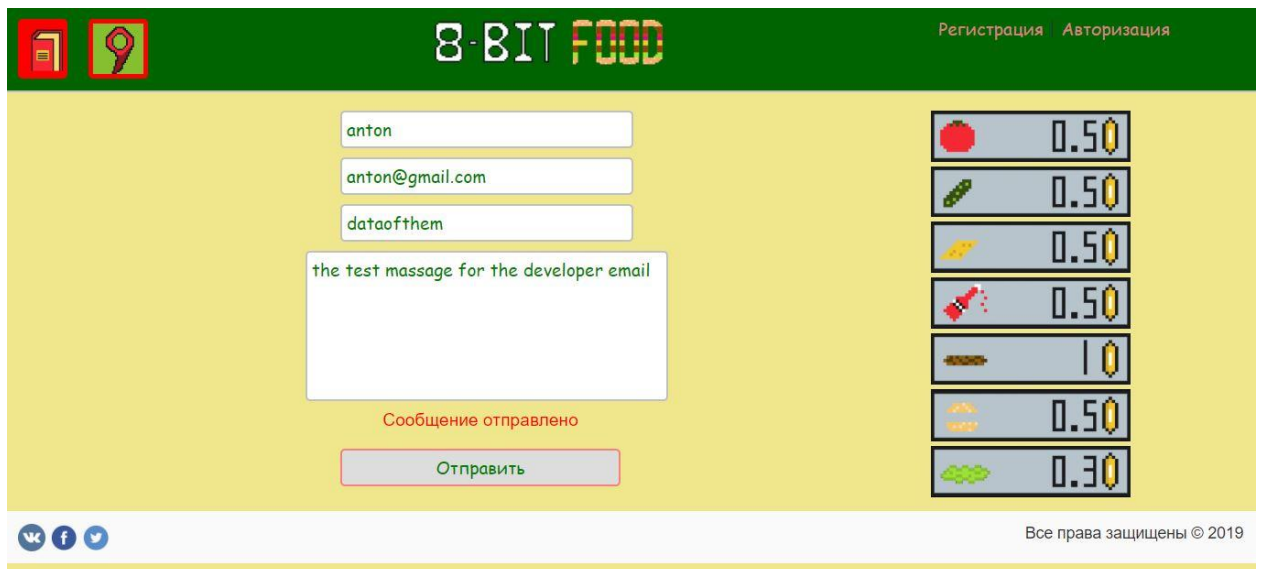 8-BIT FOOD
Регистрация Авторизация
anton
anton@gmail.com
dataofthem
the test massage for the developer email
Сообщение отправлено
Отправить
0.50
0.50
0.50
0.50
10
0.50
0.30
Все права защищены © 2019